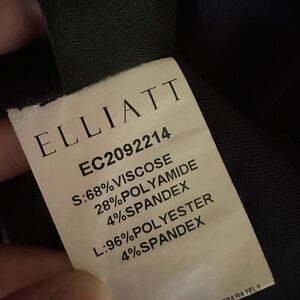 ELLIATT
EC2092214
S:68%VISCOSE
28%POLYAMIDE
4%SPANDEX
L:96%POLYESTER
4%SPANDEX